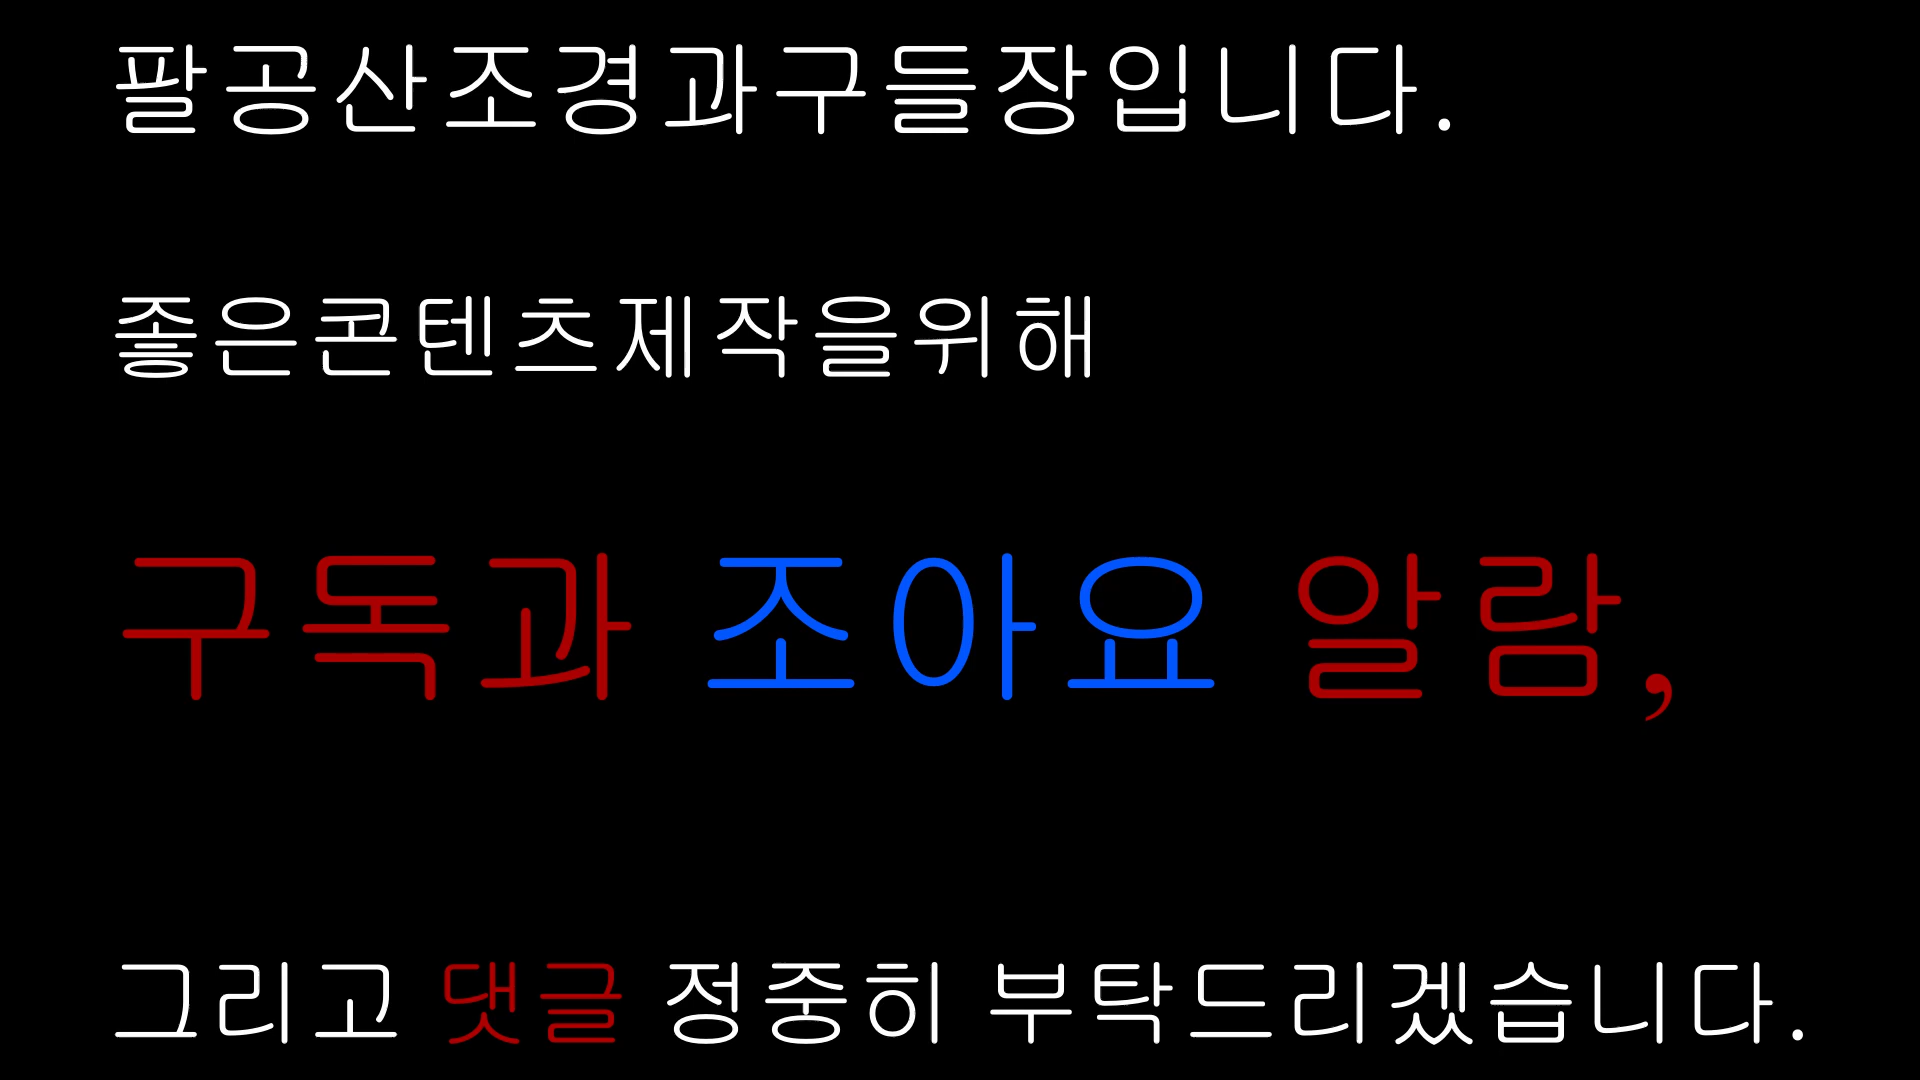 팔공산조경과구들장입니다.
좋은콘텐츠제작을위해
구독과 조아요 알람,
그리고 댓글 정중히 부탁드리겠습니다.